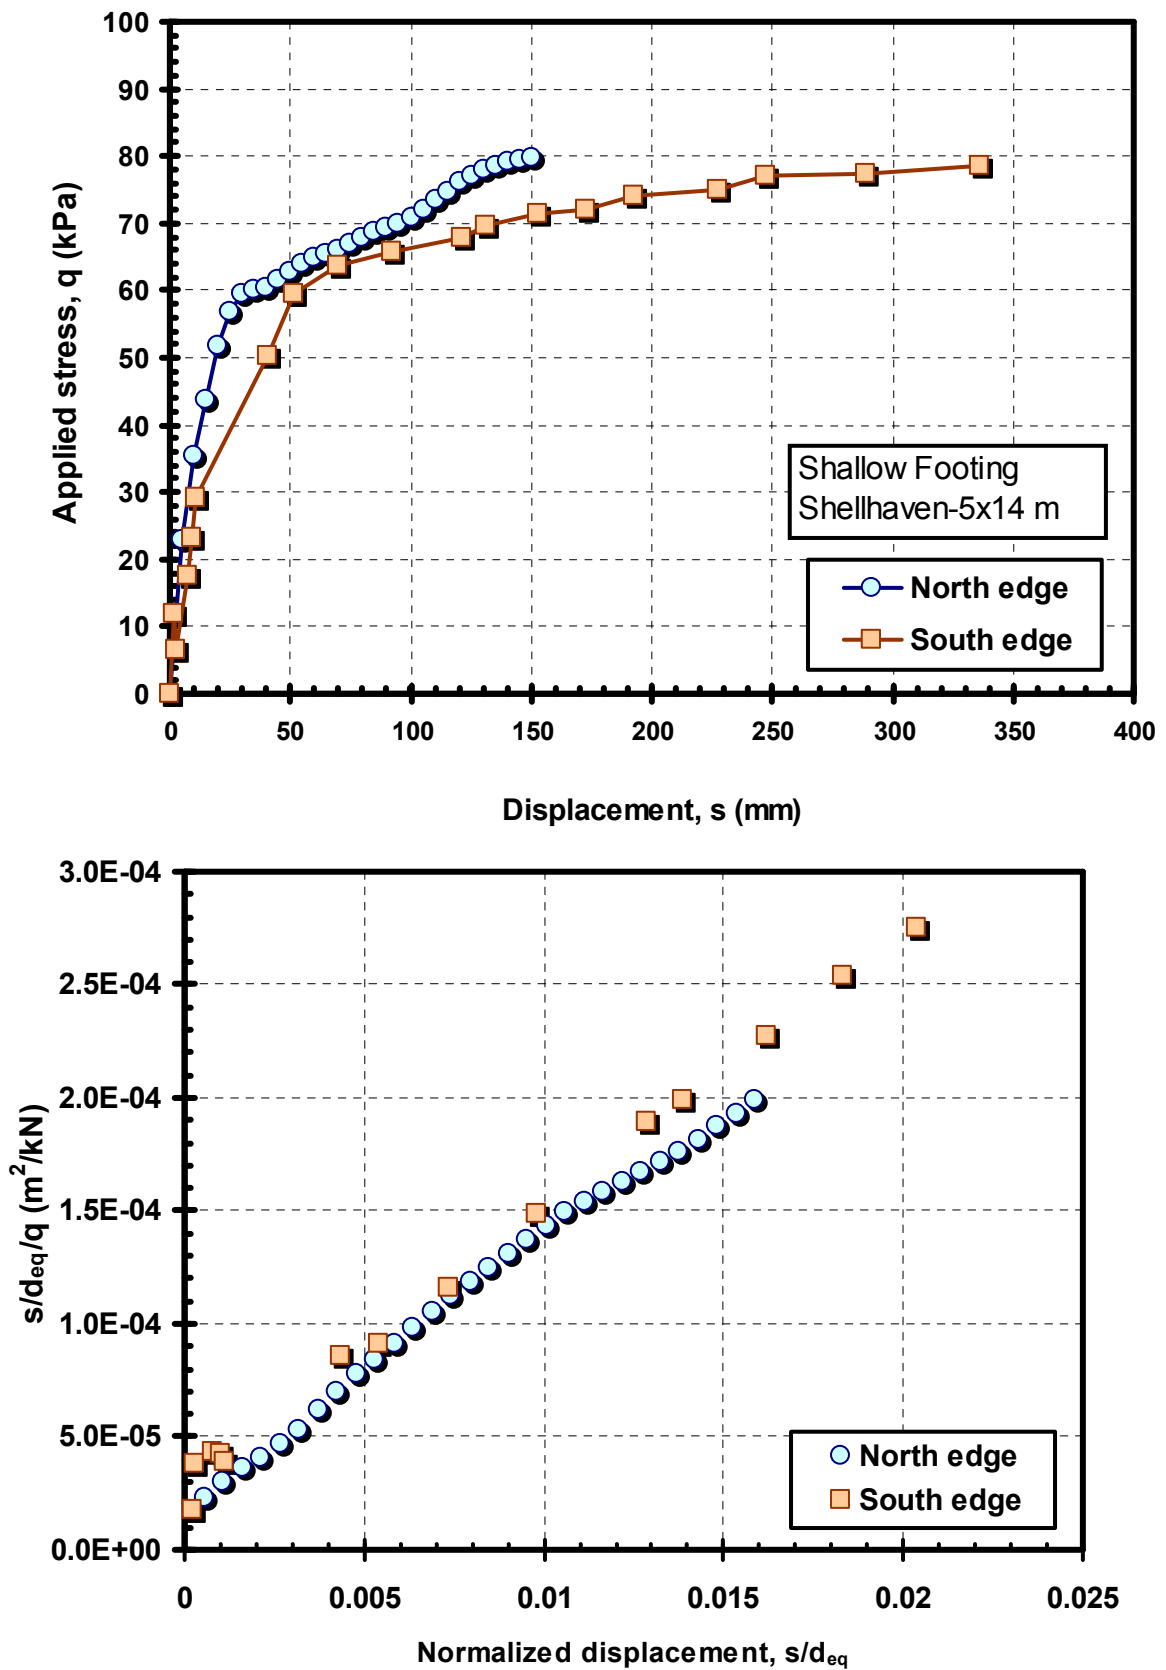 100
90
80
70
60
50
40
30
20
10
0
Applied stress, q (kPa)
Shallow Footing
Shellhaven-5x14 m
North edge
South edge
0 50 100 150 200 250 300 350 400
Displacement, s (mm)
3.0E-04
2.5E-04
2.0E-04
1.5E-04
1.0E-04
5.0E-05
0.0E+00
s/deq/q (m²/kN)
North edge
South edge
0 0.005 0.01 0.015 0.02 0.025
Normalized displacement, s/deq